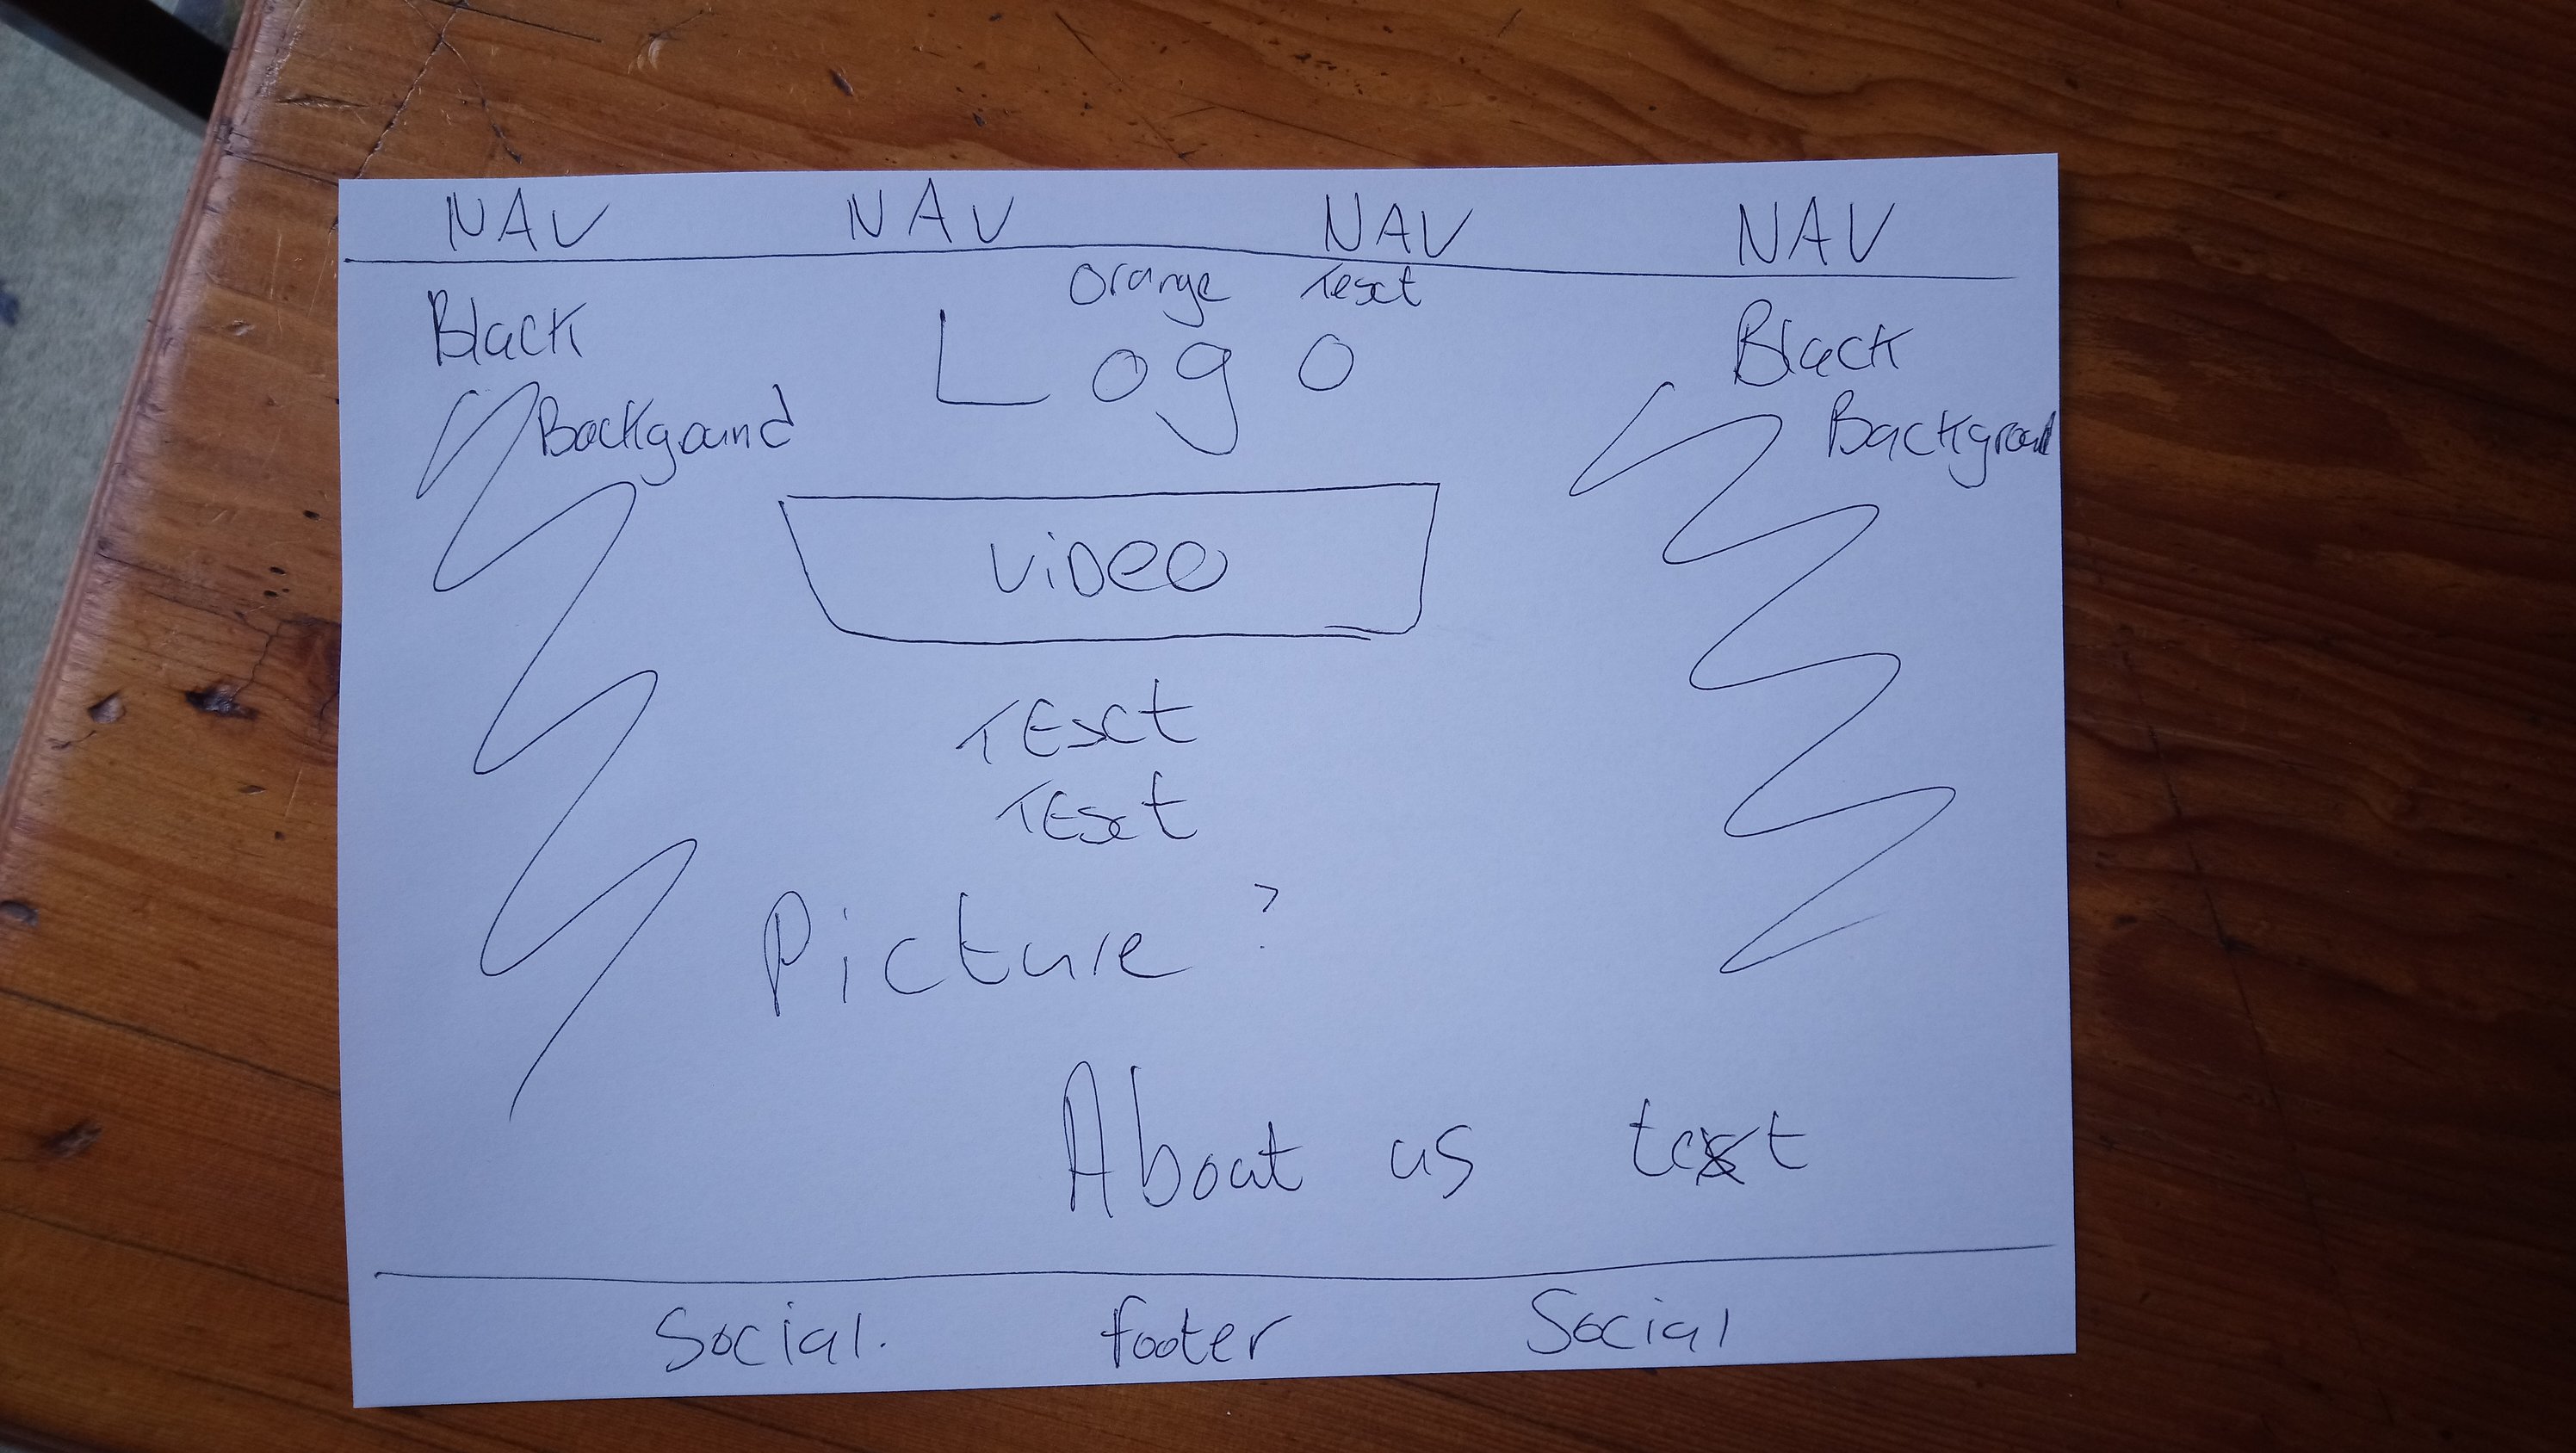 NAV NAV NAV NAV
Orange Text
Black Logo Black
Backgound Backgroud
ViDeo
TExt
TExt
Picture ?
About us text
Social. footer Social